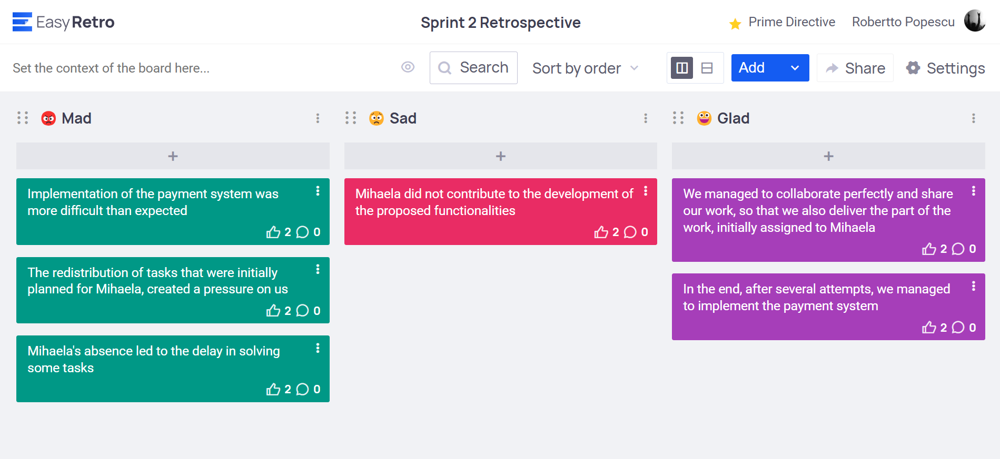 EasyRetro
Sprint 2 Retrospective
Prime Directive
Robertto Popescu
Set the context of the board here...
Search
Sort by order
Add
Share
Settings
Mad
+
Implementation of the payment system was
more difficult than expected
2 0
The redistribution of tasks that were initially
planned for Mihaela, created a pressure on us
2 0
Mihaela's absence led to the delay in solving
some tasks
2 0
Sad
+
Mihaela did not contribute to the development of
the proposed functionalities
2 0
Glad
+
We managed to collaborate perfectly and share
our work, so that we also deliver the part of the
work, initially assigned to Mihaela
2 0
In the end, after several attempts, we managed
to implement the payment system
2 0